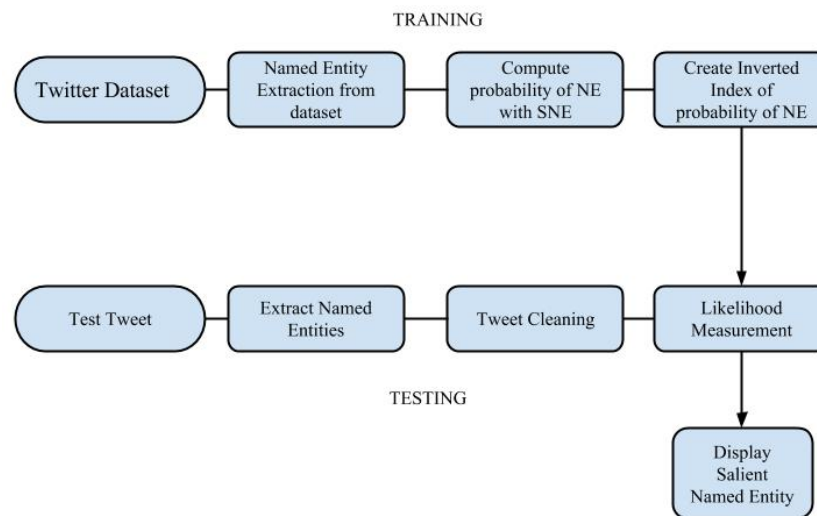 TRAINING
Twitter Dataset
Named Entity
Extraction from
dataset
Compute
probability of NE
with SNE
Create Inverted
Index of
probability of NE
Test Tweet
Extract Named
Entities
Tweet Cleaning
Likelihood
Measurement
TESTING
Display
Salient
Named Entity